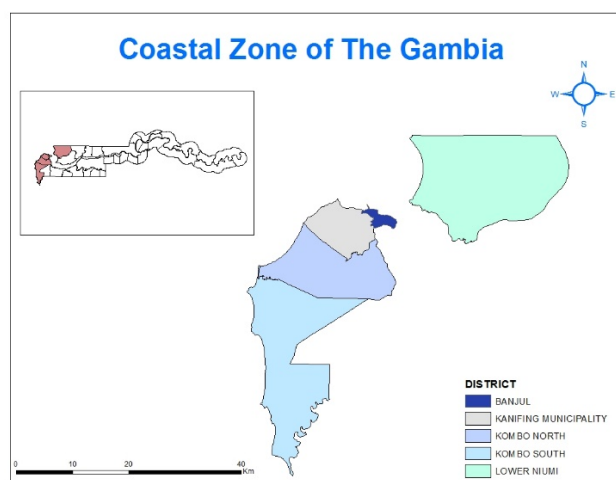 Coastal Zone of The Gambia
N
W E
S
DISTRICT
BANJUL
KANIFING MUNICIPALITY
KOMBO NORTH
KOMBO SOUTH
LOWER NIUMI
0 10 20 40
Km